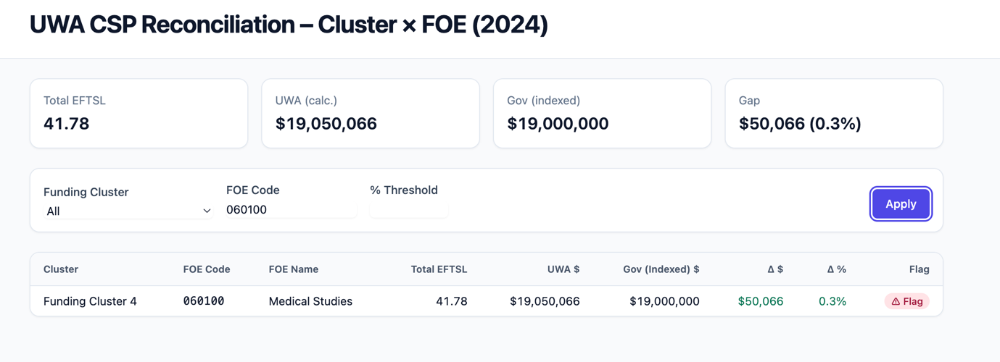 UWA CSP Reconciliation – Cluster × FOE (2024)
Total EFTSL
41.78
UWA (calc.)
$19,050,066
Gov (indexed)
$19,000,000
Gap
$50,066 (0.3%)
Funding Cluster
All
FOE Code
060100
% Threshold
Apply
Cluster FOE Code FOE Name Total EFTSL UWA $ Gov (Indexed) $ Δ $ Δ % Flag
Funding Cluster 4 060100 Medical Studies 41.78 $19,050,066 $19,000,000 $50,066 0.3% Flag